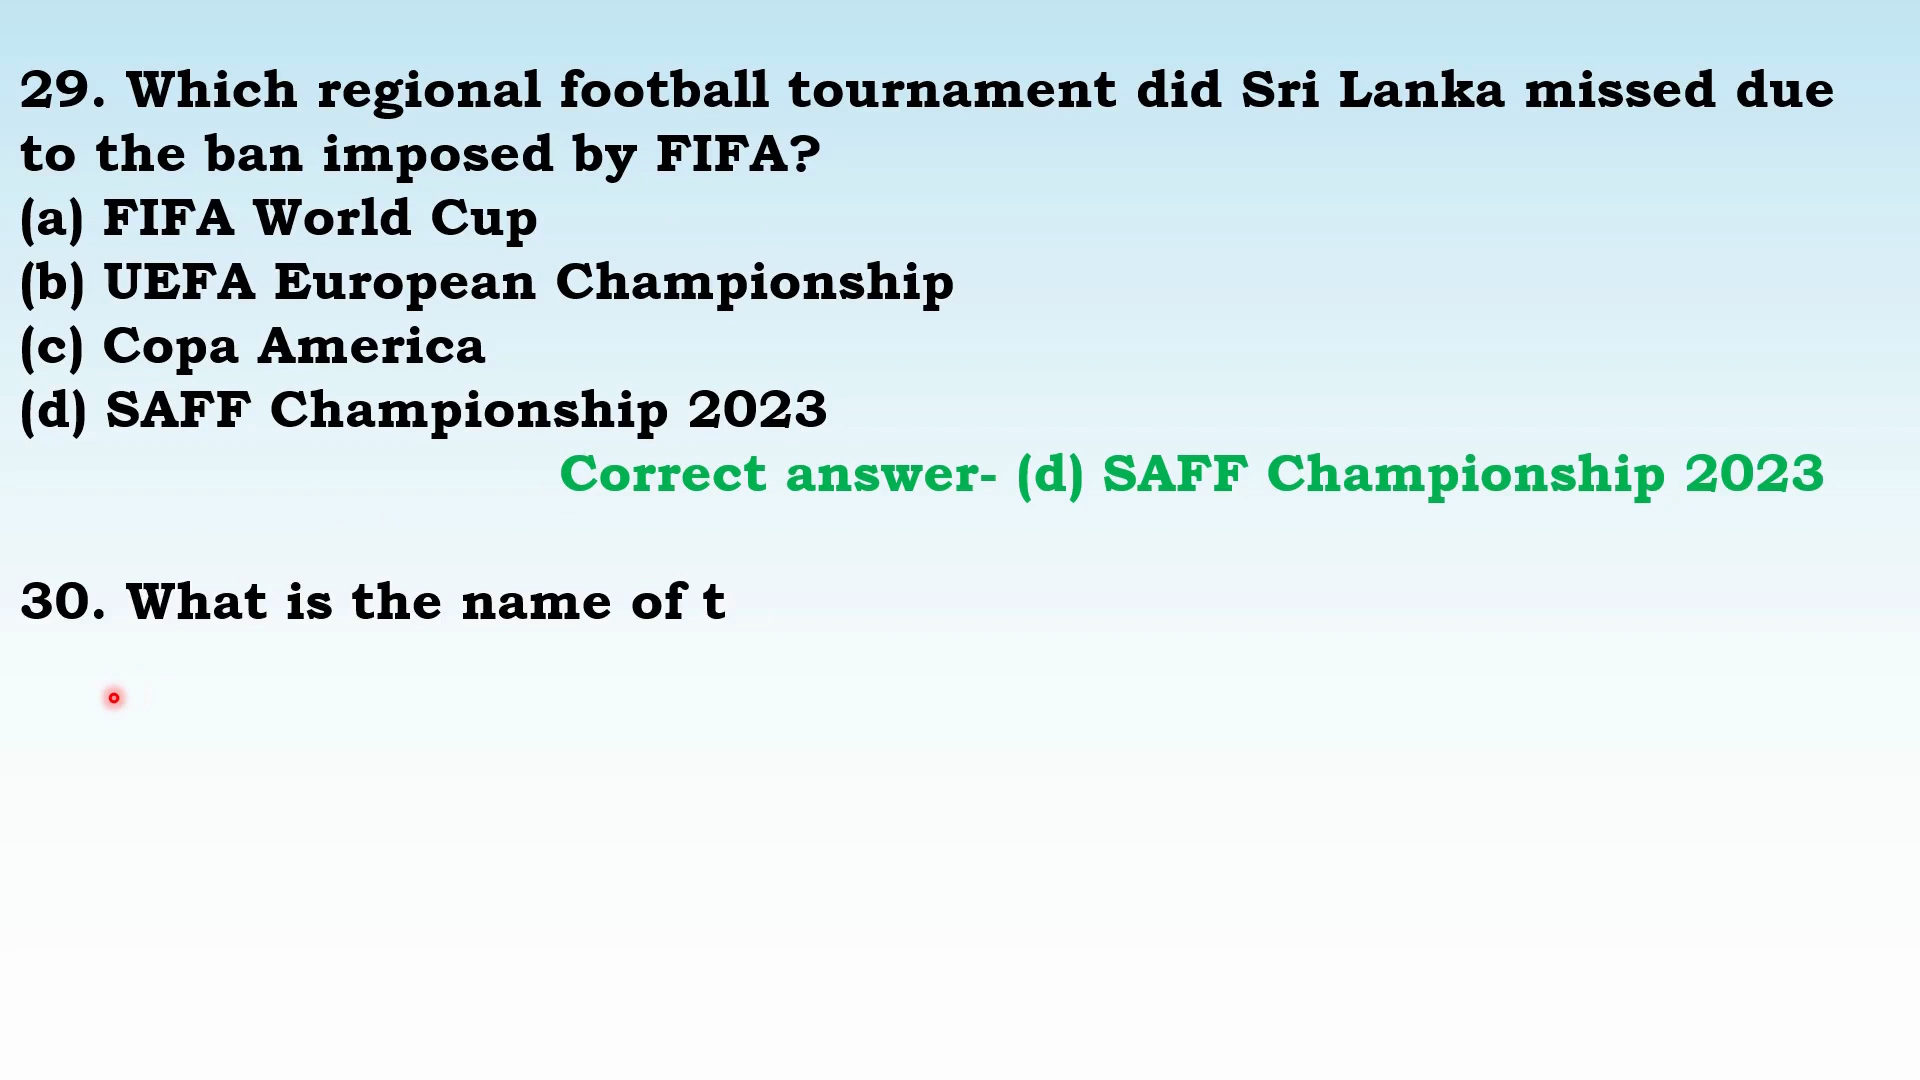 29. Which regional football tournament did Sri Lanka missed due
to the ban imposed by FIFA?
(a) FIFA World Cup
(b) UEFA European Championship
(c) Copa America
(d) SAFF Championship 2023
Correct answer- (d) SAFF Championship 2023
30. What is the name of t